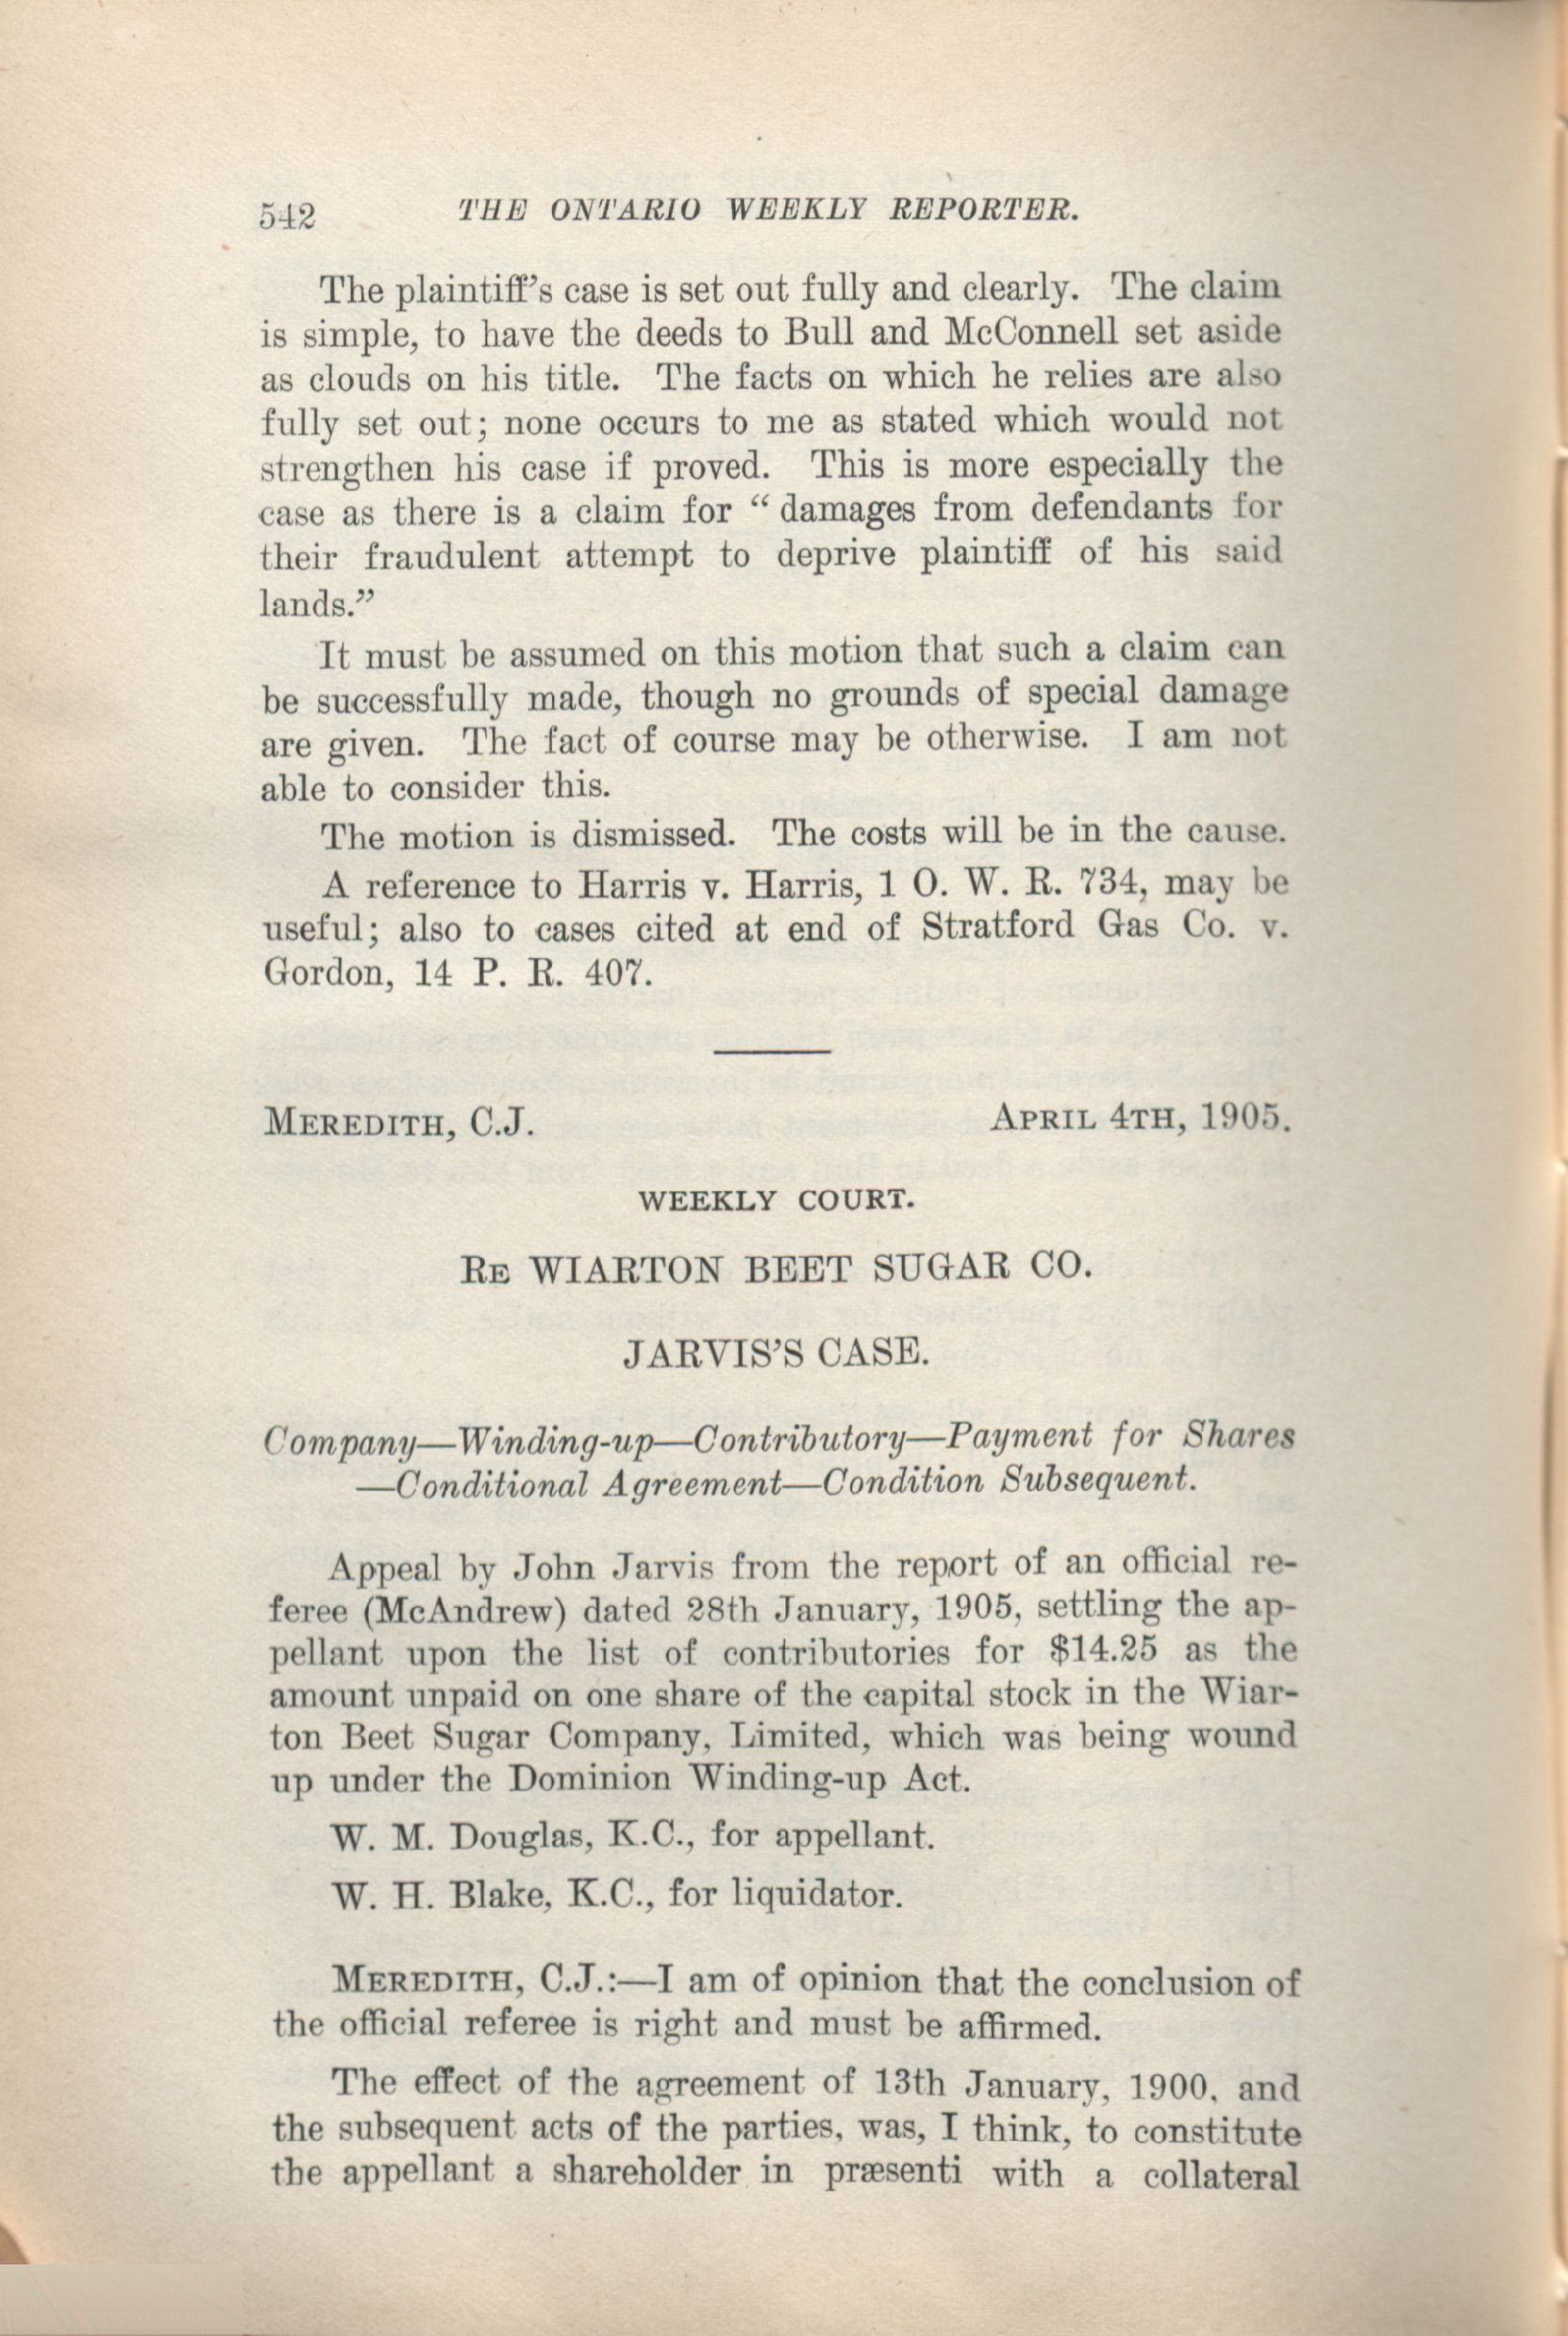 542 THE ONTARIO WEEKLY REPORTER.
The plaintiff's case is set out fully and clearly. The claim
is simple, to have the deeds to Bull and McConnell set aside
as clouds on his title. The facts on which he relies are also
fully set out; none occurs to me as stated which would not
strengthen his case if proved. This is more especially the
case as there is a claim for “ damages from defendants for
their fraudulent attempt to deprive plaintiff of his said
lands.”
It must be assumed on this motion that such a claim can
be successfully made, though no grounds of special damage
are given. The fact of course may be otherwise. I am not
able to consider this.
The motion is dismissed. The costs will be in the cause.
A reference to Harris v. Harris, 1 O. W. R. 734, may be
useful; also to cases cited at end of Stratford Gas Co. v.
Gordon, 14 P. R. 407.
MEREDITH, C.J. APRIL 4TH, 1905.
WEEKLY COURT.
RE WIARTON BEET SUGAR CO.
JARVIS'S CASE.
Company—Winding-up—Contributory—Payment for Shares
—Conditional Agreement—Condition Subsequent.
Appeal by John Jarvis from the report of an official re-
feree (McAndrew) dated 28th January, 1905, settling the ap-
pellant upon the list of contributories for $14.25 as the
amount unpaid on one share of the capital stock in the Wiar-
ton Beet Sugar Company, Limited, which was being wound
up under the Dominion Winding-up Act.
W. M. Douglas, K.C., for appellant.
W. H. Blake, K.C., for liquidator.
MEREDITH, C.J.:—I am of opinion that the conclusion of
the official referee is right and must be affirmed.
The effect of the agreement of 13th January, 1900, and
the subsequent acts of the parties, was, I think, to constitute
the appellant a shareholder in præsenti with a collateral